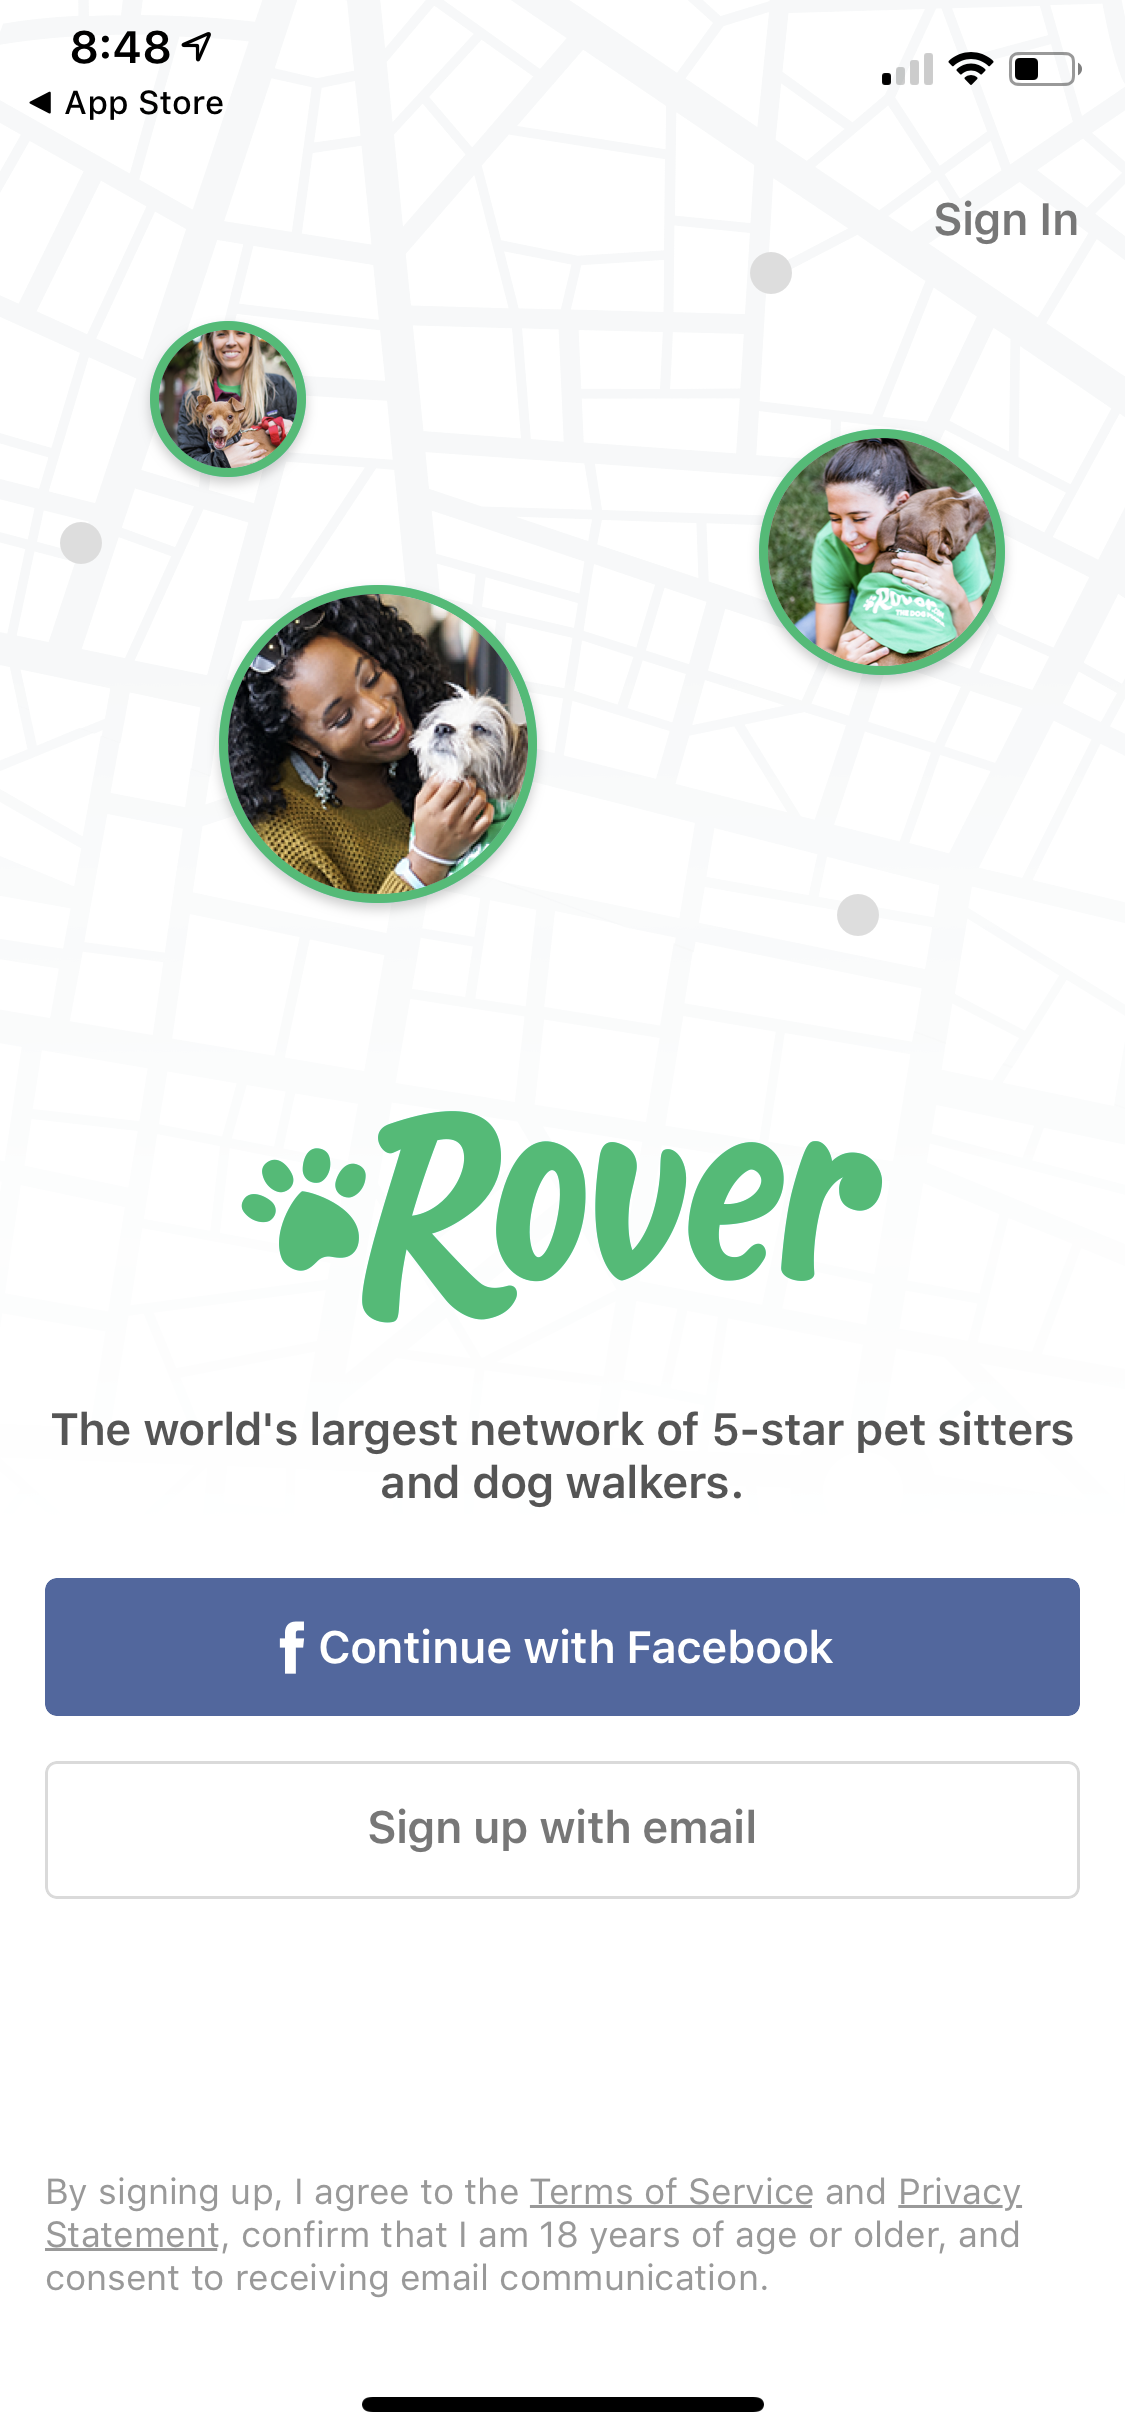 8:48
◀ App Store
Sign In
Rover
Rover
The world's largest network of 5-star pet sitters
and dog walkers.
f Continue with Facebook
Sign up with email
By signing up, I agree to the Terms of Service and Privacy
Statement, confirm that I am 18 years of age or older, and
consent to receiving email communication.